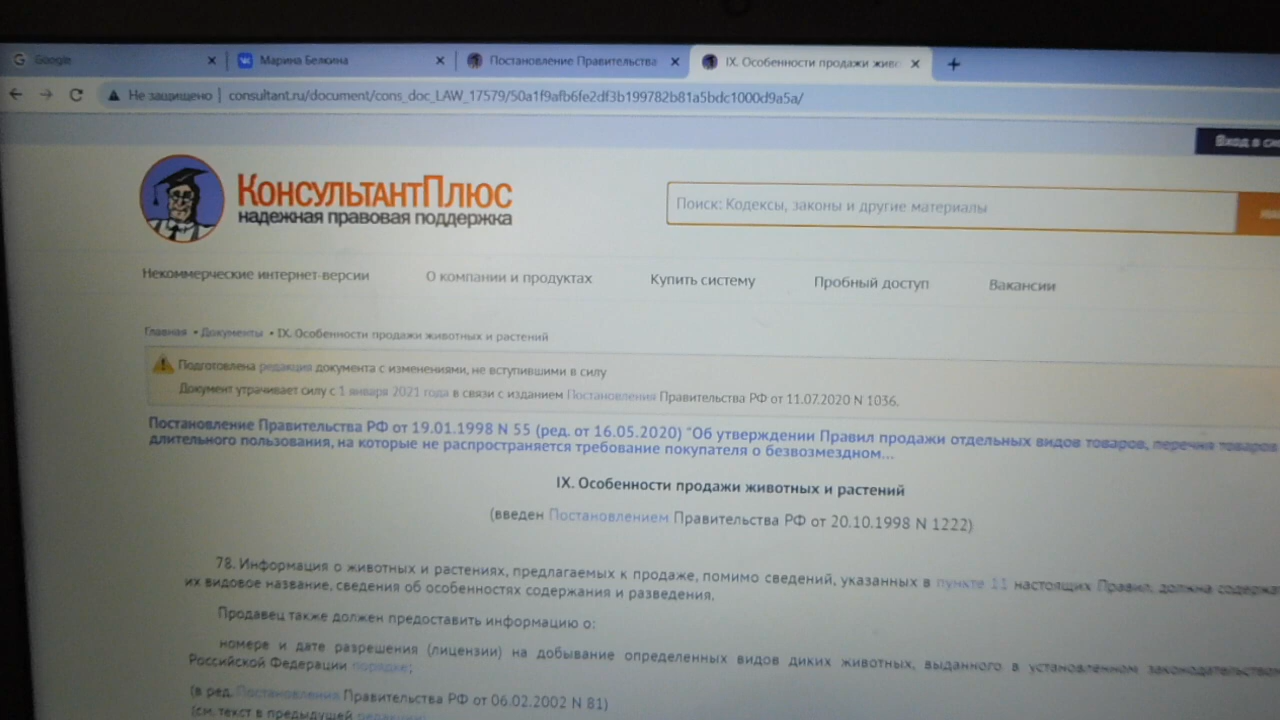 Google
Марина Белкина
Постановление Правительства
IX. Особенности продажи живо
Не защищено | consultant.ru/document/cons_doc_LAW_17579/50a1f9afb6fe2df3b199782b81a5bdc1000d9a5a/
Вход в си
КонсультантПлюс
надежная правовая поддержка
Поиск: Кодексы, законы и другие материалы
Некоммерческие интернет-версии
О компании и продуктах
Купить систему
Пробный доступ
Вакансии
Главная • Документы • IX. Особенности продажи животных и растений
Подготовлена редакция документа с изменениями, не вступившими в силу
Документ утрачивает силу с 1 января 2021 года в связи с изданием Постановления Правительства РФ от 11.07.2020 N 1036.
Постановление Правительства РФ от 19.01.1998 N 55 (ред. от 16.05.2020) "Об утверждении Правил продажи отдельных видов товаров, перечня товаров
длительного пользования, на которые не распространяется требование покупателя о безвозмездном...
IX. Особенности продажи животных и растений
(введен Постановлением Правительства РФ от 20.10.1998 N 1222)
78. Информация о животных и растениях, предлагаемых к продаже, помимо сведений, указанных в пункте 11 настоящих Правил, должна содержат
их видовое название, сведения об особенностях содержания и разведения.
Продавец также должен предоставить информацию о:
номере и дате разрешения (лицензии) на добывание определенных видов диких животных, выданного в установленном законодательством
Российской Федерации порядке;
(в ред. Постановления Правительства РФ от 06.02.2002 N 81)
(см. текст в предыдущей редакции)